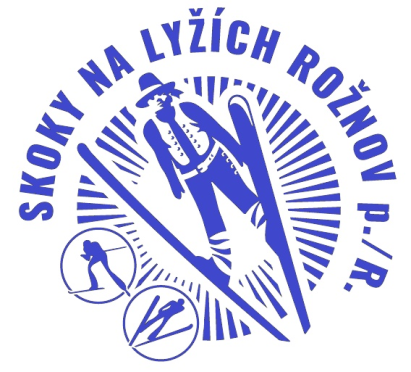 SKOKY NA LYŽÍCH ROŽNOV p./R.